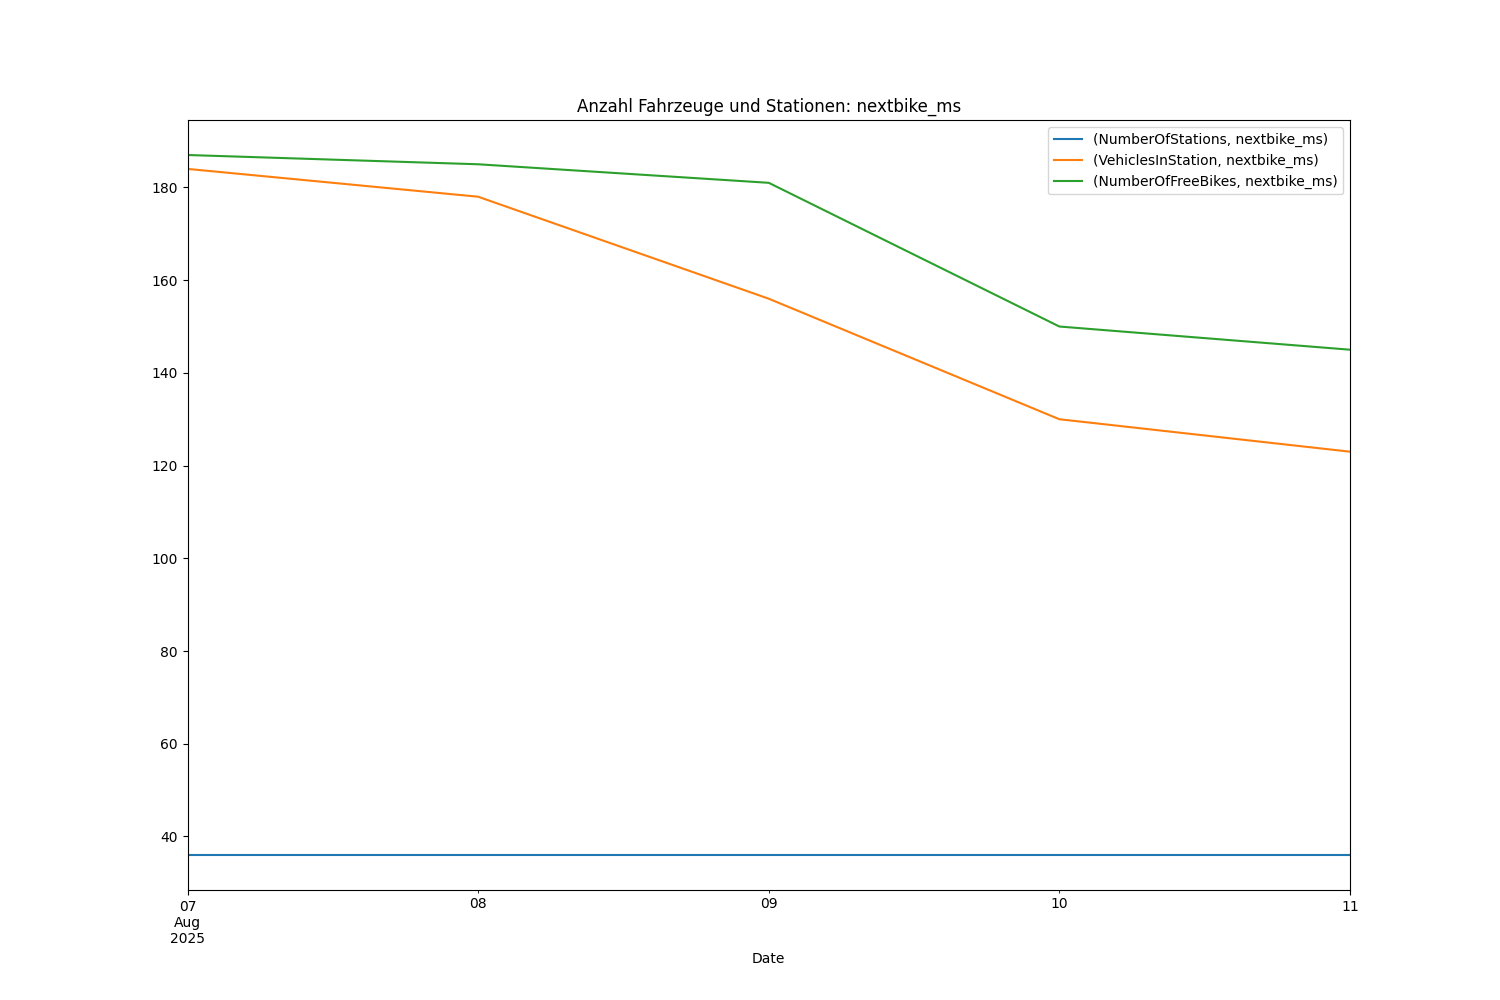 Anzahl Fahrzeuge und Stationen: nextbike_ms
(NumberOfStations, nextbike_ms)
(VehiclesInStation, nextbike_ms)
(NumberOfFreeBikes, nextbike_ms)
180
160
140
120
100
80
60
40
07
Aug
2025
08
09
10
11
Date